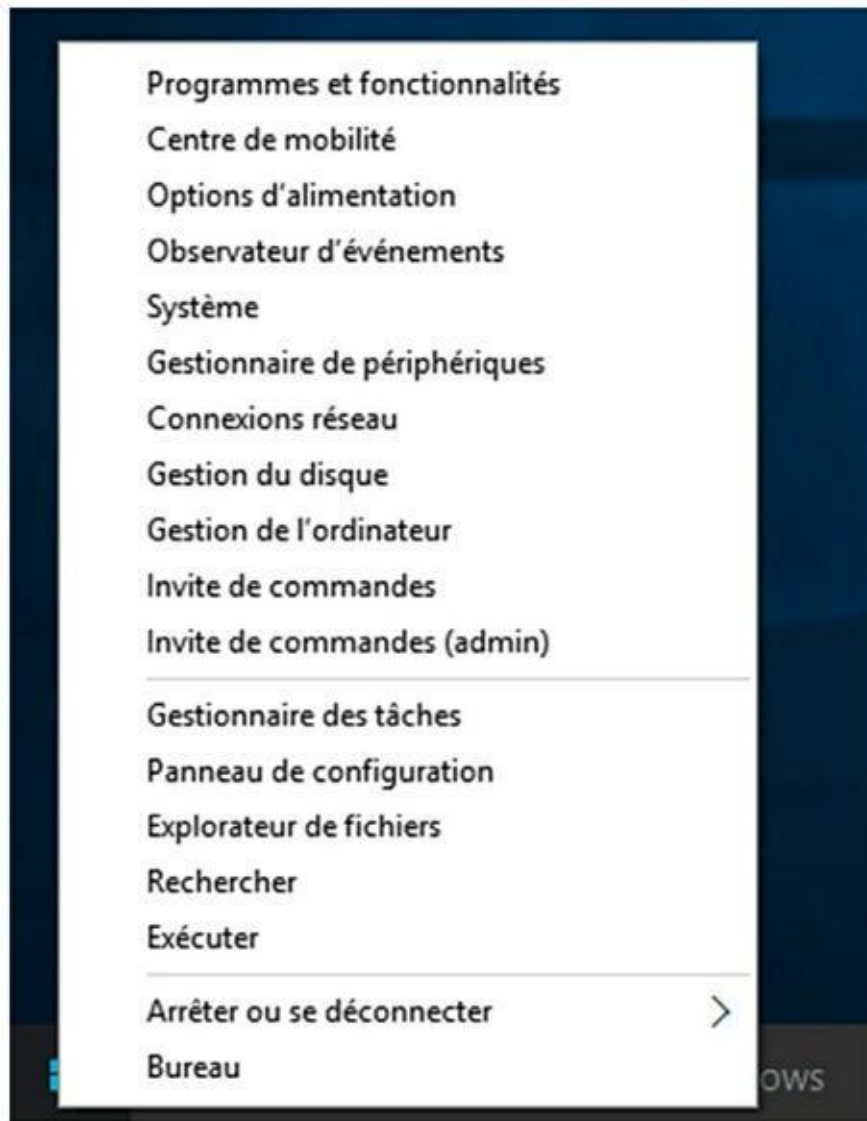 Programmes et fonctionnalités
Centre de mobilité
Options d'alimentation
Observateur d'événements
Système
Gestionnaire de périphériques
Connexions réseau
Gestion du disque
Gestion de l'ordinateur
Invite de commandes
Invite de commandes (admin)
Gestionnaire des tâches
Panneau de configuration
Explorateur de fichiers
Rechercher
Exécuter
Arrêter ou se déconnecter
Bureau
ows